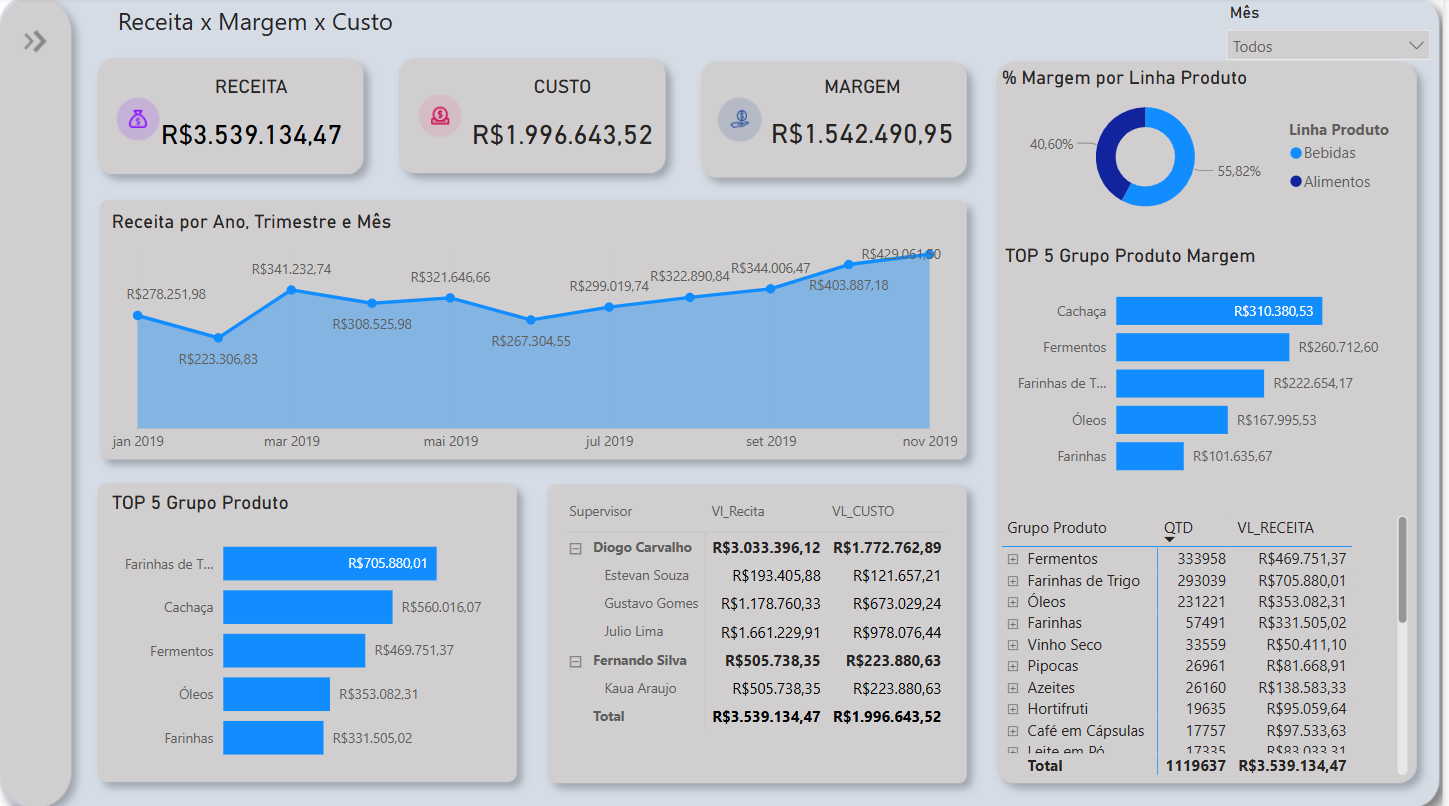 Receita x Margem x Custo
Mês
Todos
RECEITA
R$3.539.134,47
CUSTO
R$1.996.643,52
MARGEM
R$1.542.490,95
% Margem por Linha Produto
40,60%
55,82%
Linha Produto
Bebidas
Alimentos
Receita por Ano, Trimestre e Mês
R$278.251,98
R$223.306,83
R$341.232,74
R$308.525,98
R$321.646,66
R$267.304,55
R$299.019,74
R$322.890,84
R$344.006,47
R$403.887,18
R$429.061,50
jan 2019
mar 2019
mai 2019
jul 2019
set 2019
nov 2019
TOP 5 Grupo Produto Margem
Cachaça R$310.380,53
Fermentos R$260.712,60
Farinhas de T... R$222.654,17
Óleos R$167.995,53
Farinhas R$101.635,67
TOP 5 Grupo Produto
Farinhas de T... R$705.880,01
Cachaça R$560.016,07
Fermentos R$469.751,37
Óleos R$353.082,31
Farinhas R$331.505,02
Supervisor Vl_Recita VL_CUSTO
Diogo Carvalho R$3.033.396,12 R$1.772.762,89
Estevan Souza R$193.405,88 R$121.657,21
Gustavo Gomes R$1.178.760,33 R$673.029,24
Julio Lima R$1.661.229,91 R$978.076,44
Fernando Silva R$505.738,35 R$223.880,63
Kaua Araujo R$505.738,35 R$223.880,63
Total R$3.539.134,47 R$1.996.643,52
Grupo Produto QTD VL_RECEITA
Fermentos 333958 R$469.751,37
Farinhas de Trigo 293039 R$705.880,01
Óleos 231221 R$353.082,31
Farinhas 57491 R$331.505,02
Vinho Seco 33559 R$50.411,10
Pipocas 26961 R$81.668,91
Azeites 26160 R$138.583,33
Hortifruti 19635 R$95.059,64
Café em Cápsulas 17757 R$97.533,63
Leite em Pó 17335 R$83.033,31
Total 1119637 R$3.539.134,47